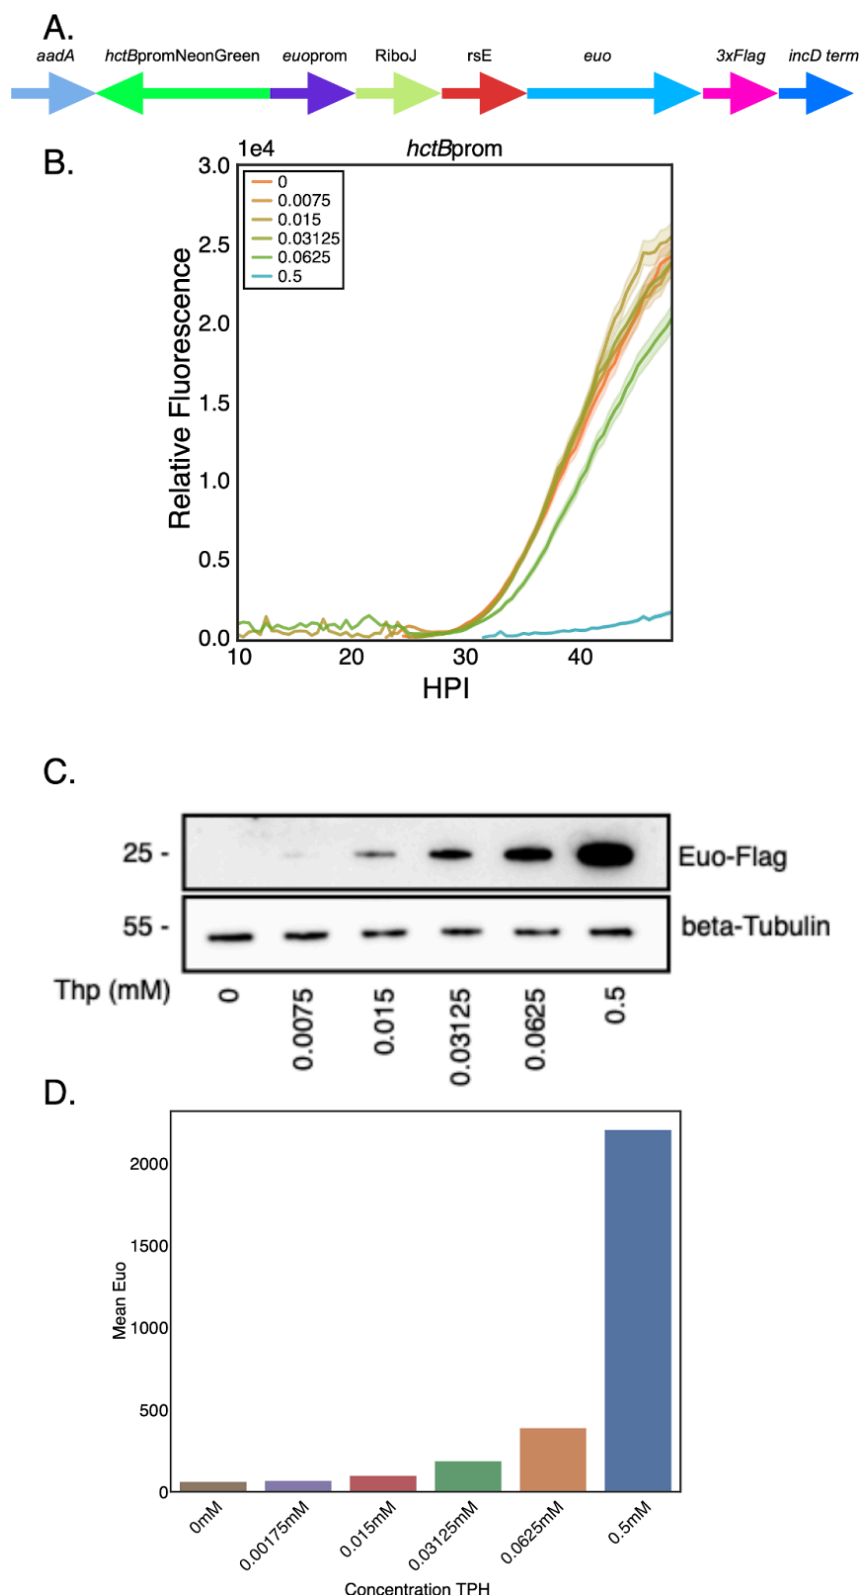 A.
aadA hctBpromNeonGreen euoprom RiboJ rsE euo 3xFlag incD term
B.
1e4 hctBprom
3.0
2.5
2.0
1.5
1.0
0.5
0.0
Relative Fluorescence
0
0.0075
0.015
0.03125
0.0625
0.5
10 20 30 40
HPI
C.
25 - Euo-Flag
55 - beta-Tubulin
Thp (mM) 0 0.0075 0.015 0.03125 0.0625 0.5
D.
2000
1500
1000
500
0
Mean Euo
0mM 0.00175mM 0.015mM 0.03125mM 0.0625mM 0.5mM
Concentration TPH